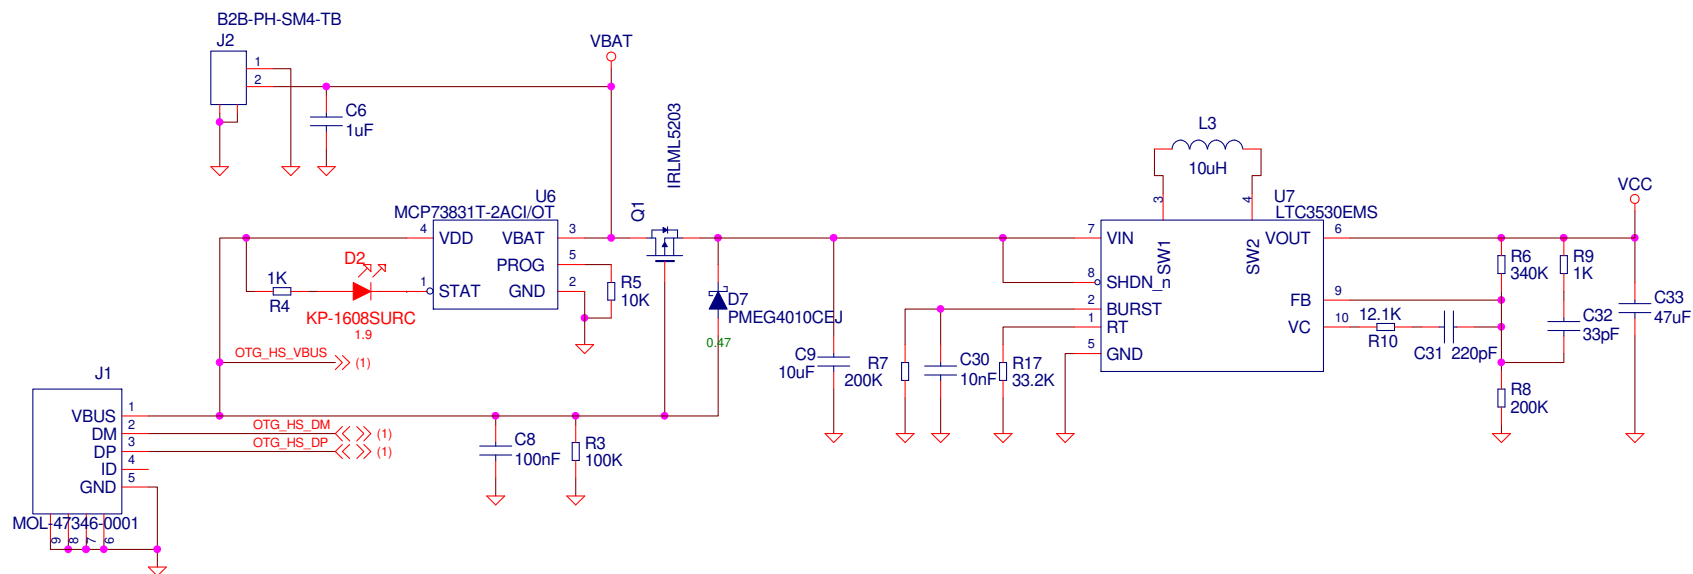 B2B-PH-SM4-TB
J2
1
2
C6
1uF
VBAT
IRLML5203
Q1
U6
MCP73831T-2ACI/OT
4
VDD
VBAT
3
PROG
5
1
STAT
GND
2
D2
1K
R4
KP-1608SURC
1.9
R5
10K
D7
PMEG4010CEJ
0.47
OTG_HS_VBUS
(1)
J1
VBUS
1
DM
2
OTG_HS_DM
(1)
DP
3
OTG_HS_DP
(1)
ID
4
GND
5
MOL-47346-0001
9
8
7
6
C8
100nF
R3
100K
L3
10uH
3
4
U7
LTC3530EMS
7
VIN
SW1
SW2
VOUT
6
8
SHDN_n
2
BURST
1
RT
5
GND
FB
9
VC
10
C9
10uF
R7
200K
C30
10nF
R17
33.2K
VCC
R6
340K
R9
1K
12.1K
R10
C31
220pF
C32
33pF
C33
47uF
R8
200K